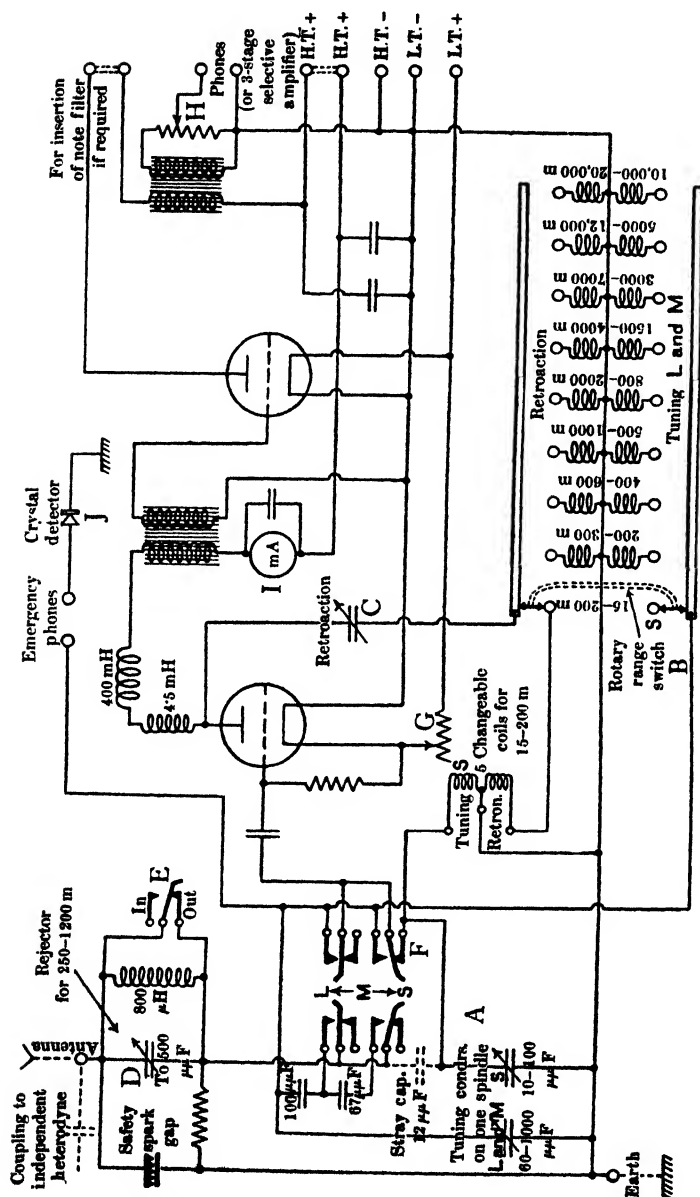 Coupling to
independent
heterodyne
Antenna
Rejector
for 250–1200 m
D
To 500
μμF
Safety
spark
gap
800
μH
In
E
Out
100 μμF
67 μμF
L
M
S
F
Stray cap.
12 μμF
A
Tuning condrs.
on one spindle
L and M
60–1000
μμF
S
10–100
μμF
Earth
Emergency
phones
Crystal
detector
J
400 mH
4·5 mH
Retroaction
C
I
mA
G
S
Tuning
Retron.
5 Changeable
coils for
15–200 m
For insertion
of note filter
if required
H
Phones
(or 3-stage
selective
amplifier)
H.T.+
H.T.+
H.T.-
L.T.-
L.T.+
Rotary
range
switch
B
S
15–200 m
200–300 m
400–600 m
500–1000 m
800–2000 m
1500–4000 m
3000–7000 m
5000–12,000 m
10,000–20,000 m
Retroaction
Tuning L and M